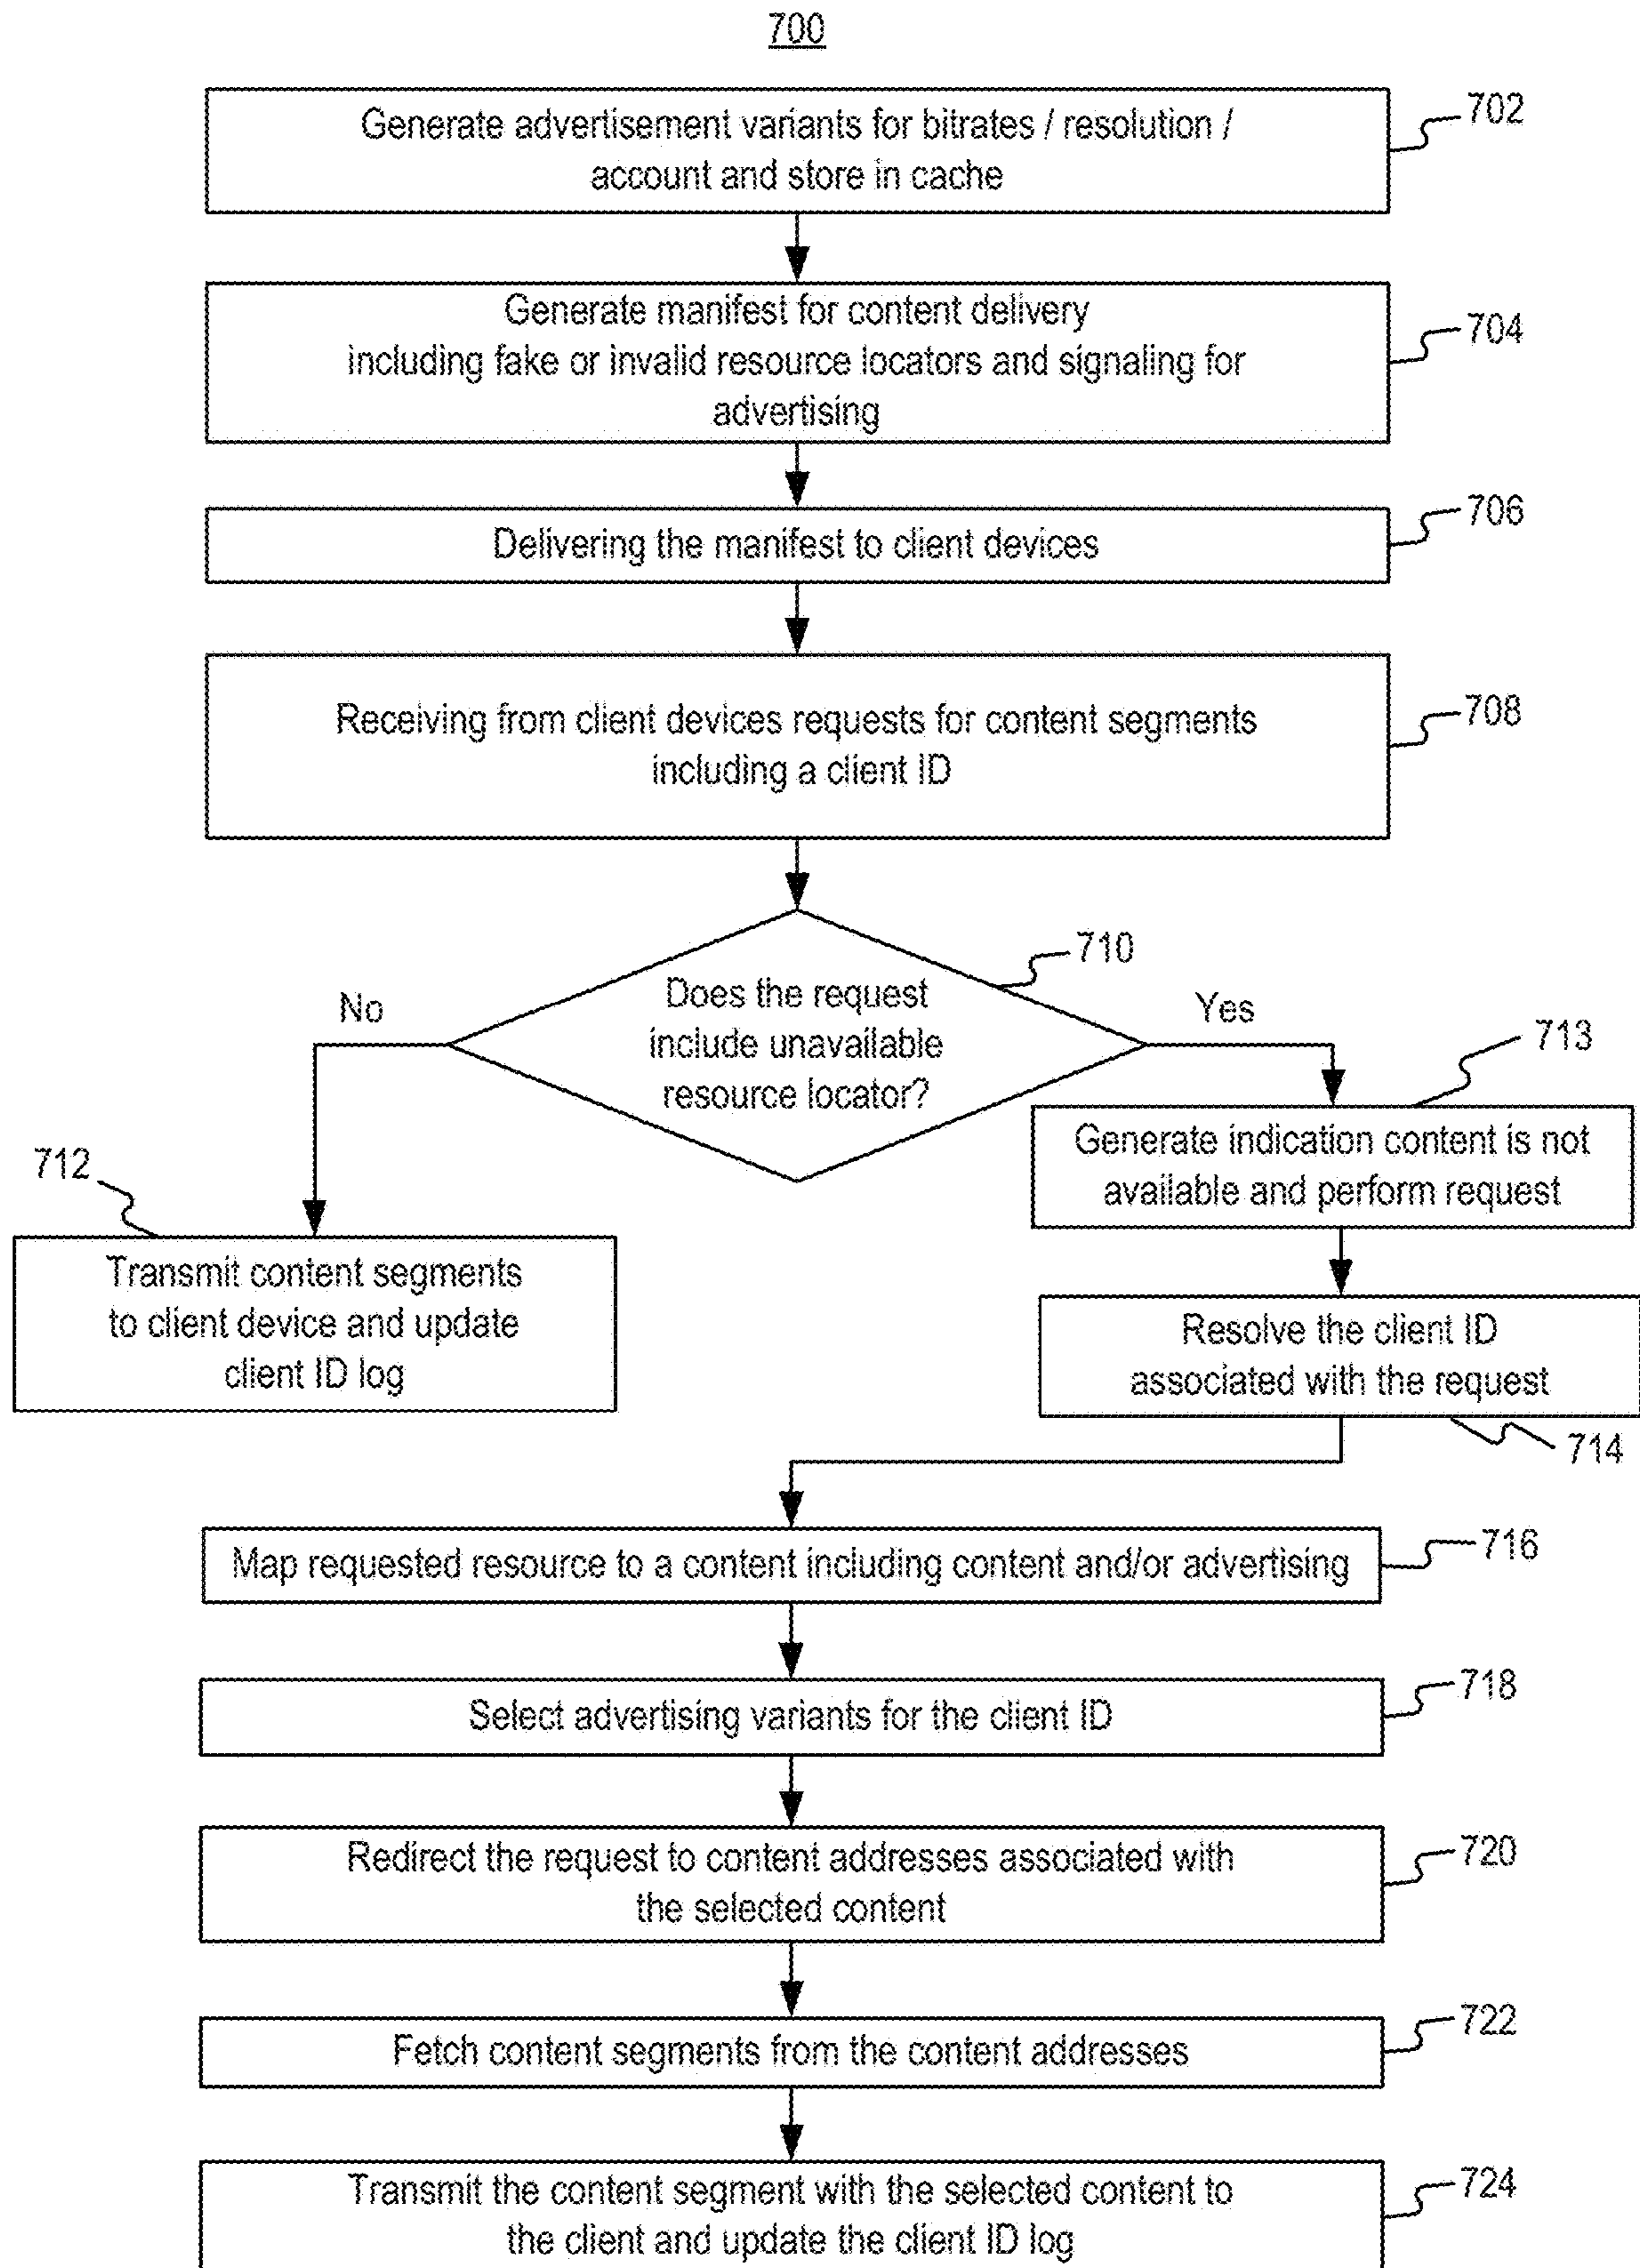 700
Generate advertisement variants for bitrates / resolution /
account and store in cache
702
Generate manifest for content delivery
including fake or invalid resource locators and signaling for
advertising
704
Delivering the manifest to client devices
706
Receiving from client devices requests for content segments
including a client ID
708
710
Does the request
include unavailable
resource locator?
No
Yes
712
Transmit content segments
to client device and update
client ID log
713
Generate indication content is not
available and perform request
Resolve the client ID
associated with the request
714
Map requested resource to a content including content and/or advertising
716
Select advertising variants for the client ID
718
Redirect the request to content addresses associated with
the selected content
720
Fetch content segments from the content addresses
722
Transmit the content segment with the selected content to
the client and update the client ID log
724